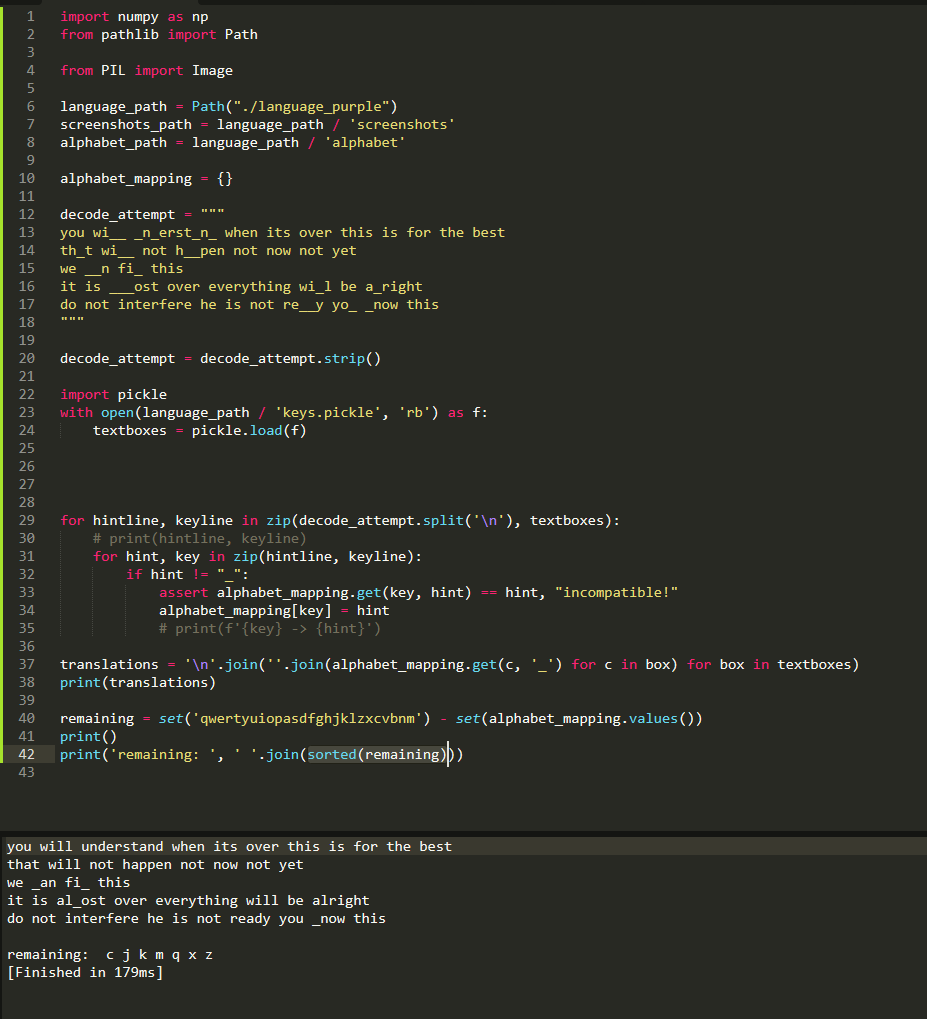 1 import numpy as np
2 from pathlib import Path
3
4 from PIL import Image
5
6 language_path = Path("./language_purple")
7 screenshots_path = language_path / 'screenshots'
8 alphabet_path = language_path / 'alphabet'
9
10 alphabet_mapping = {}
11
12 decode_attempt = """
13 you wi__ _n_erst_n_ when its over this is for the best
14 th_t wi__ not h__pen not now not yet
15 we __n fi_ this
16 it is ___ost over everything wi_l be a_right
17 do not interfere he is not re__y yo_ _now this
18 """
19
20 decode_attempt = decode_attempt.strip()
21
22 import pickle
23 with open(language_path / 'keys.pickle', 'rb') as f:
24     textboxes = pickle.load(f)
25
26
27
28
29 for hintline, keyline in zip(decode_attempt.split('\n'), textboxes):
30     # print(hintline, keyline)
31     for hint, key in zip(hintline, keyline):
32         if hint != "_":
33             assert alphabet_mapping.get(key, hint) == hint, "incompatible!"
34             alphabet_mapping[key] = hint
35             # print(f'{key} -> {hint}')
36
37 translations = '\n'.join(''.join(alphabet_mapping.get(c, '_') for c in box) for box in textboxes)
38 print(translations)
39
40 remaining = set('qwertyuiopasdfghjklzxcvbnm') - set(alphabet_mapping.values())
41 print()
42 print('remaining: ', ' '.join(sorted(remaining)))
43
you will understand when its over this is for the best
that will not happen not now not yet
we _an fi_ this
it is al_ost over everything will be alright
do not interfere he is not ready you _now this

remaining:  c j k m q x z
[Finished in 179ms]